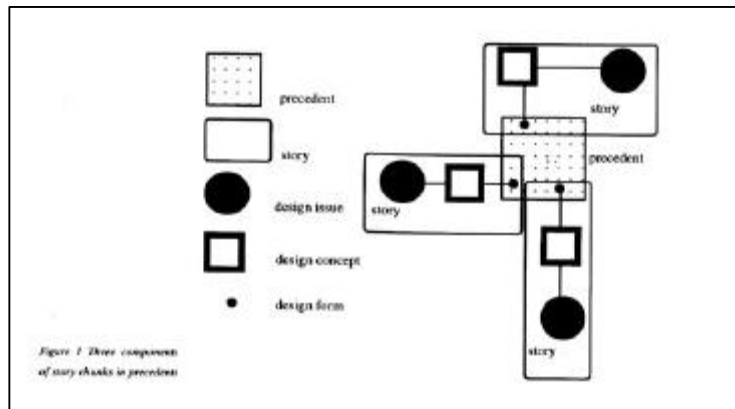 precedent
story
design issue
design concept
design form
Figure 1 Three components
of story chunks in precedents
story
precedent
story
story